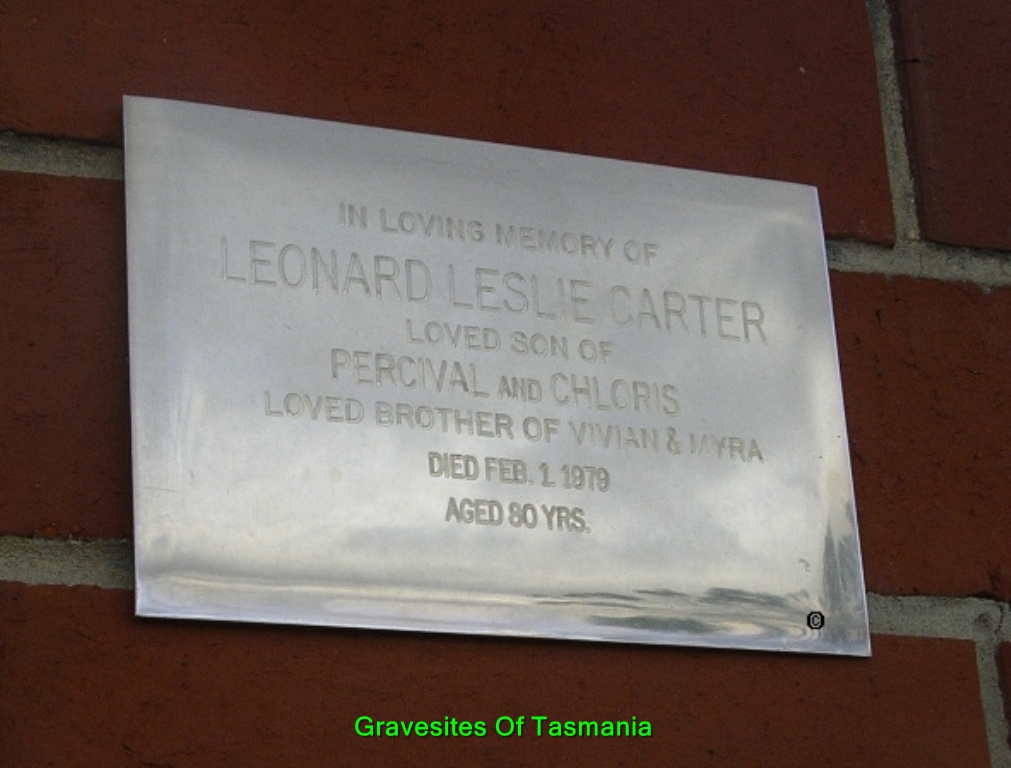 IN LOVING MEMORY OF
LEONARD LESLIE CARTER
LOVED SON OF
PERCIVAL AND CHLORIS
LOVED BROTHER OF VIVIAN & MYRA
DIED FEB. 1. 1979
AGED 80 YRS.
©
Gravesites Of Tasmania